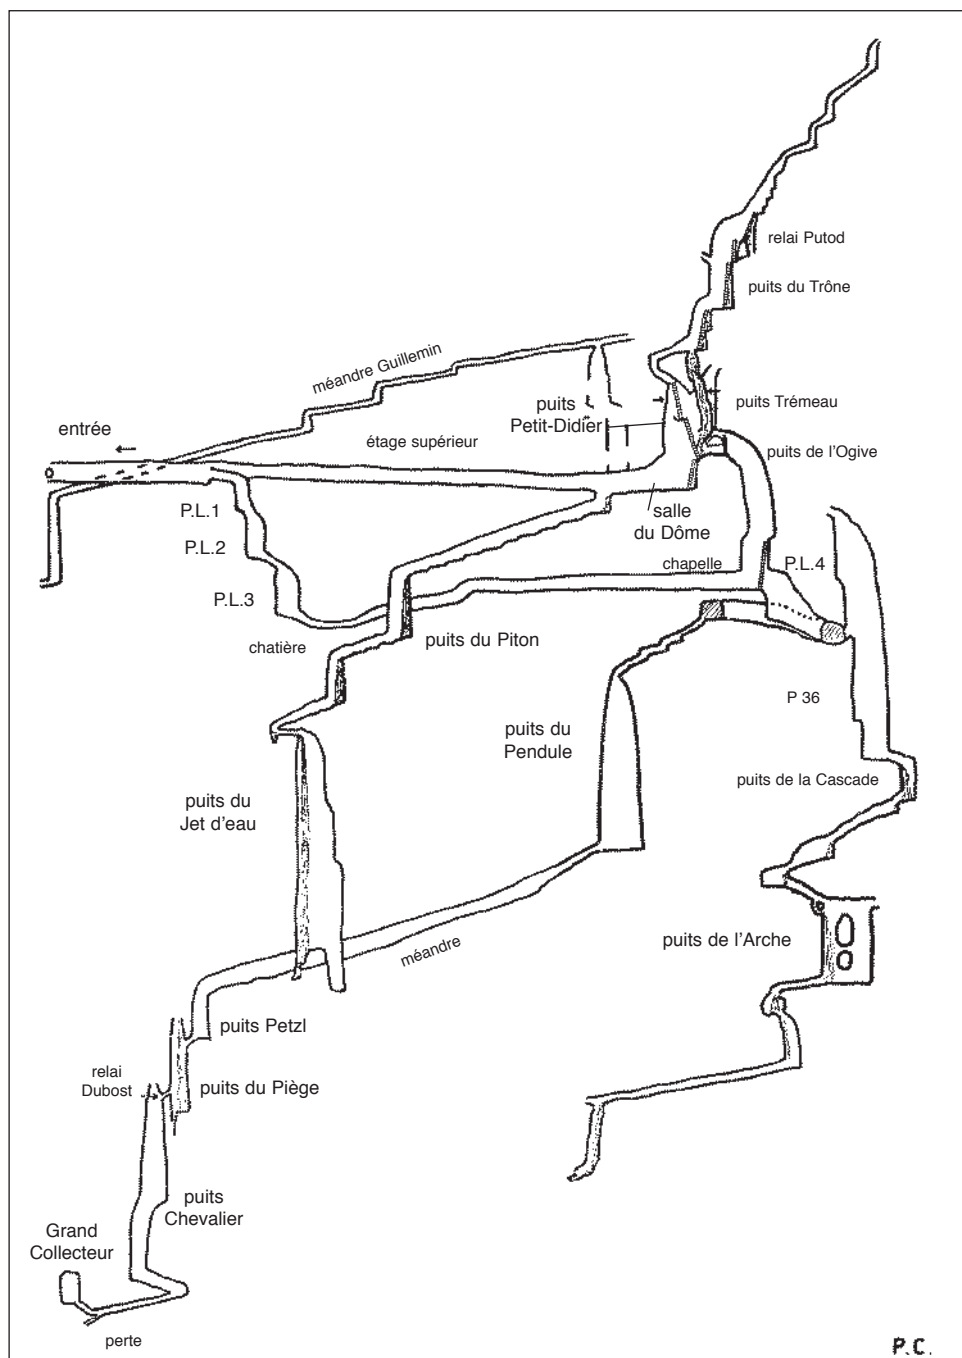 relai Putod
puits du Trône
méandre Guillemin
puits
Petit-Didier
puits Trémeau
entrée
étage supérieur
puits de l'Ogive
P.L.1
salle
du Dôme
P.L.2
chapelle
P.L.4
P.L.3
chatière
puits du Piton
P 36
puits du
Pendule
puits de la Cascade
puits du
Jet d'eau
puits de l'Arche
méandre
puits Petzl
relai
Dubost
puits du Piège
puits
Chevalier
Grand
Collecteur
perte
P.C.